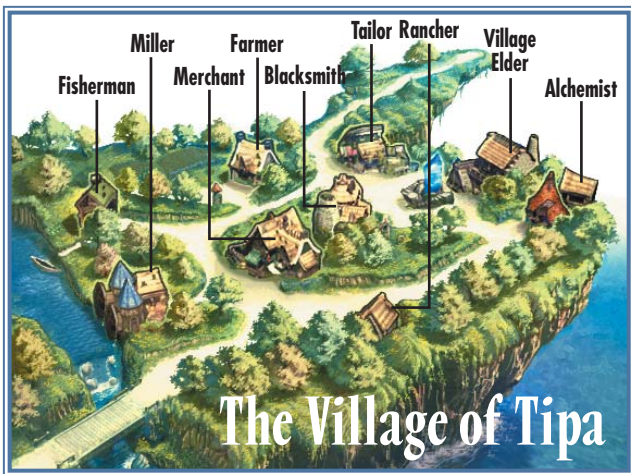 Tailor Rancher
Village
Elder
Miller
Farmer
Merchant Blacksmith
Fisherman
Alchemist
The Village of Tipa